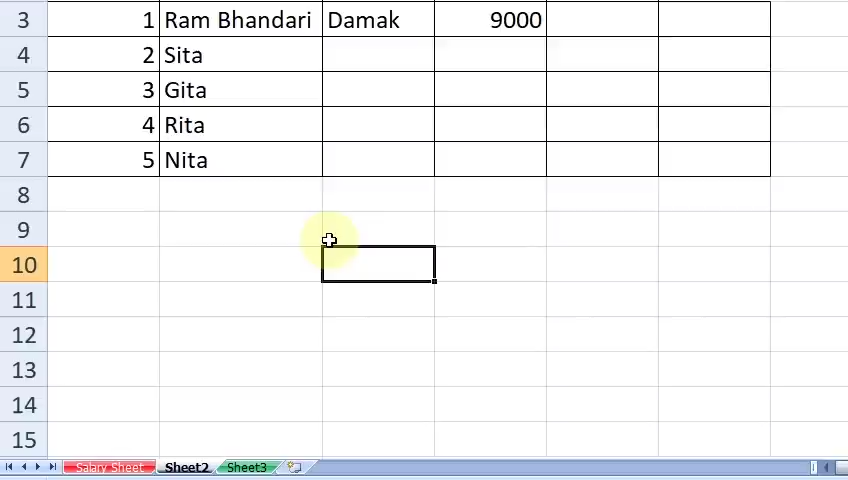 3 1 Ram Bhandari Damak 9000
4 2 Sita
5 3 Gita
6 4 Rita
7 5 Nita
8
9
10
11
12
13
14
15
Salary Sheet Sheet2 Sheet3